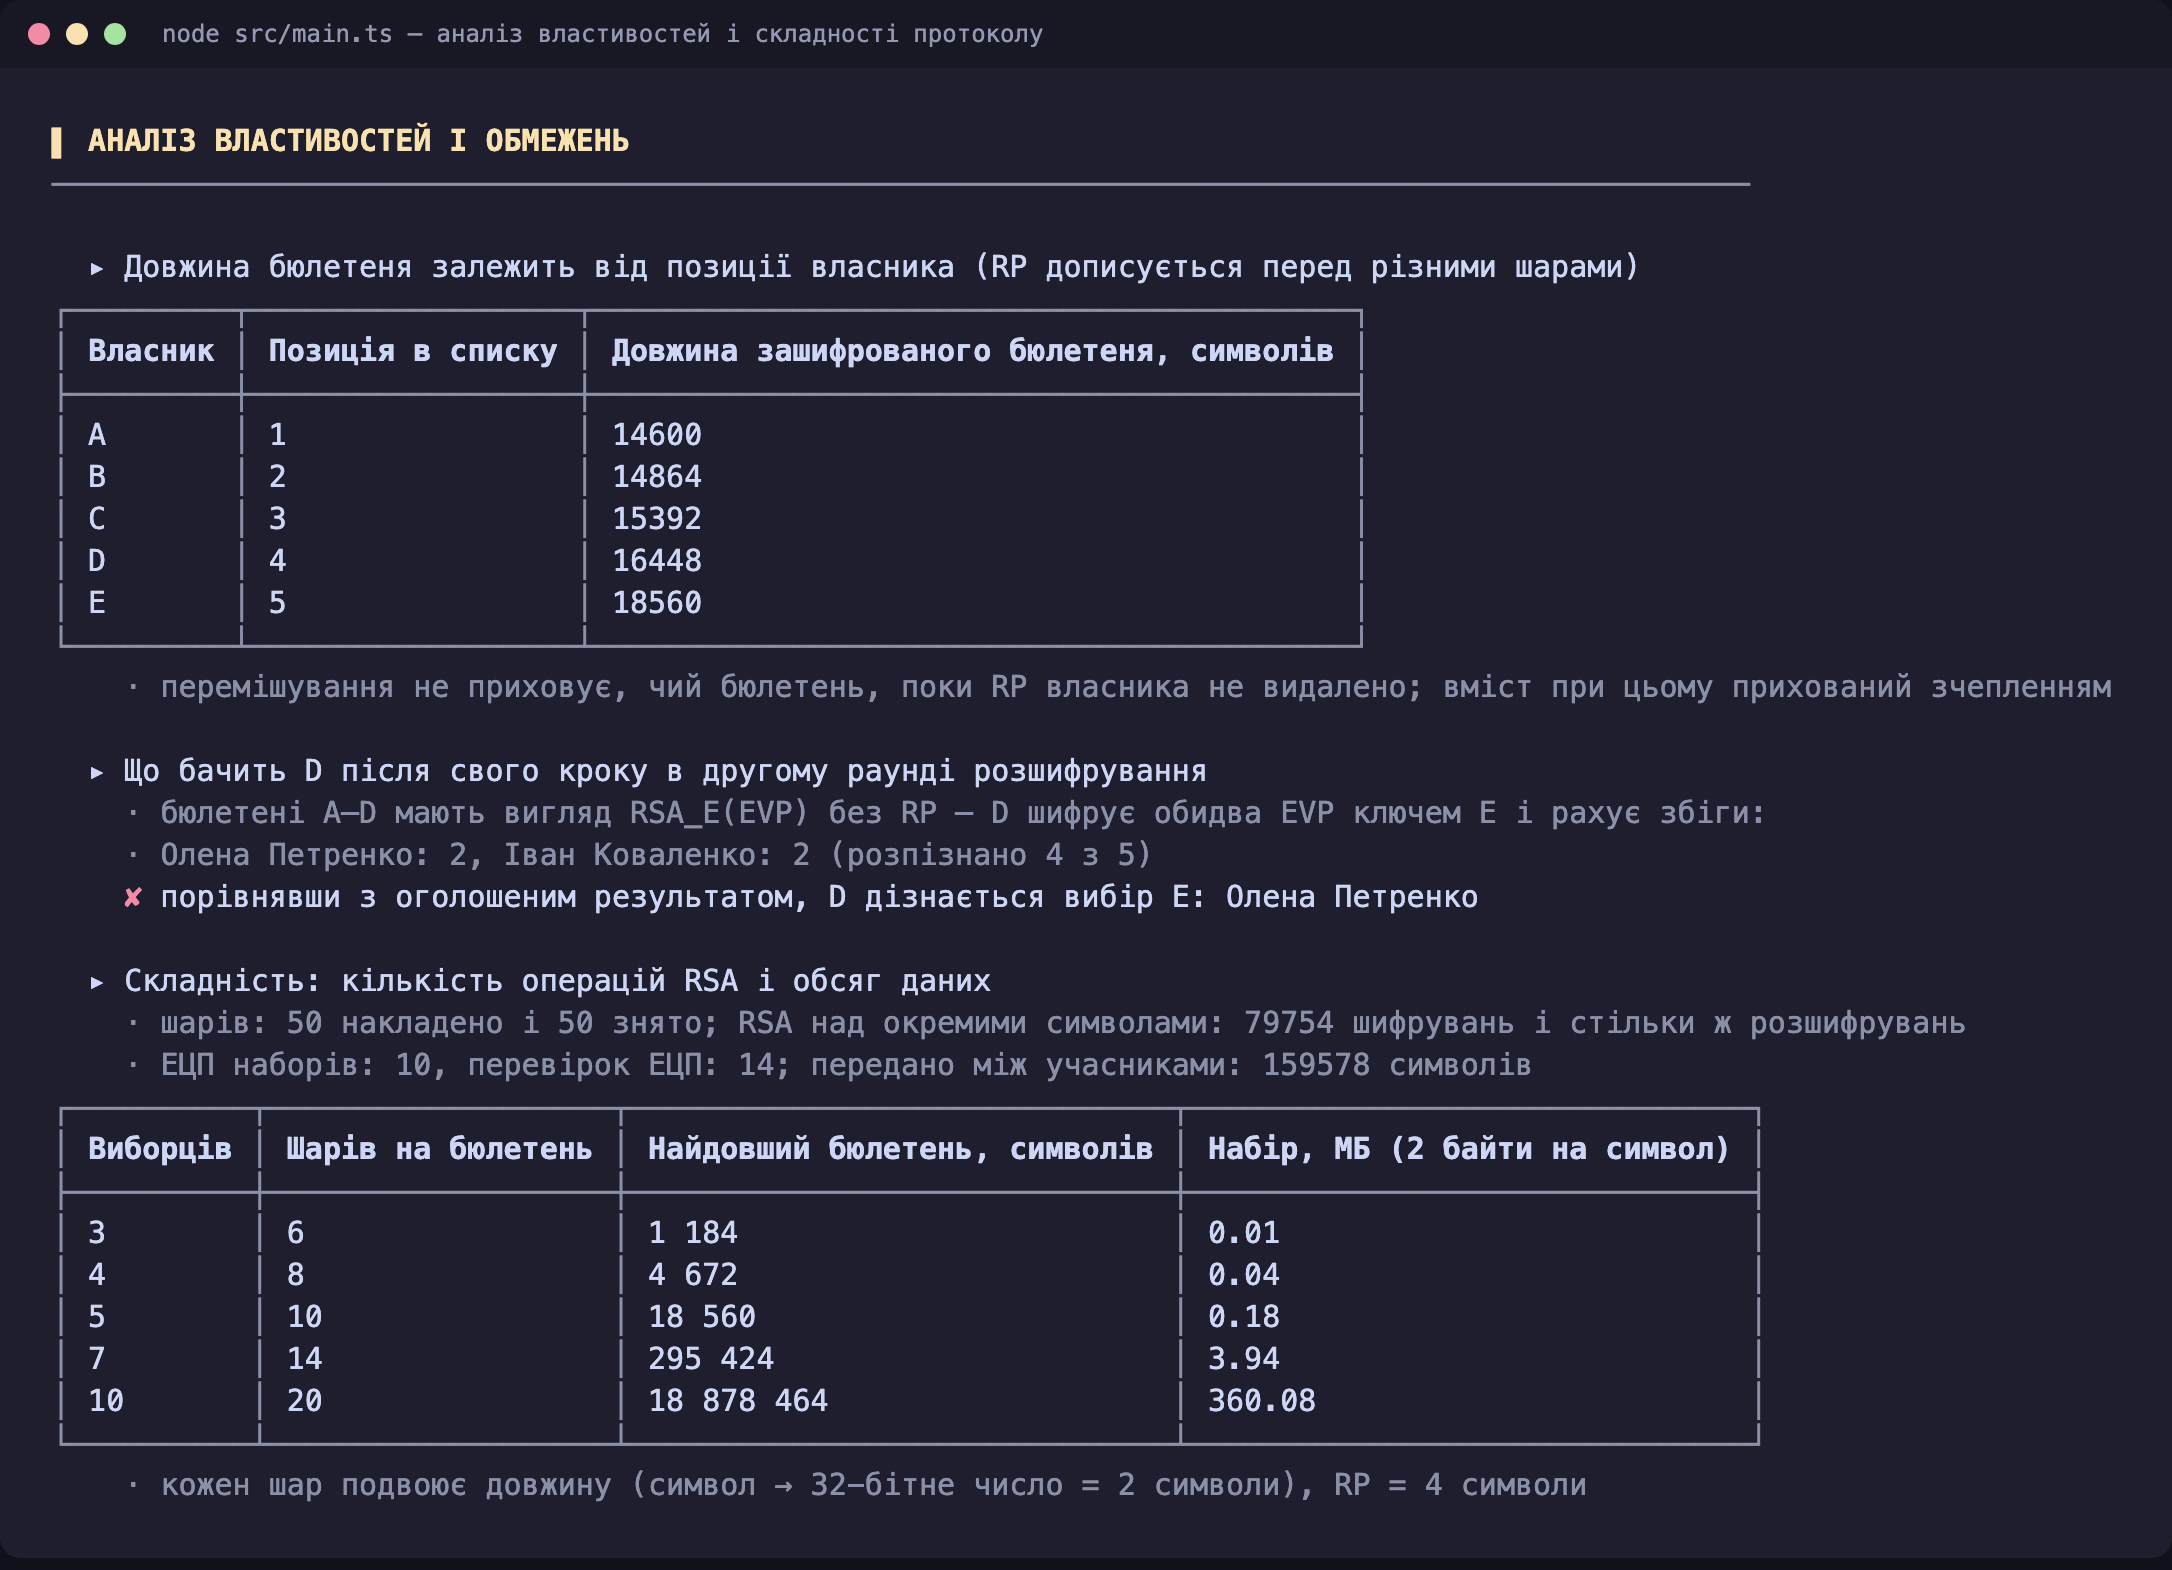 node src/main.ts — аналіз властивостей і складності протоколу
АНАЛІЗ ВЛАСТИВОСТЕЙ І ОБМЕЖЕНЬ
▸ Довжина бюлетеня залежить від позиції власника (RP дописується перед різними шарами)
Власник Позиція в списку Довжина зашифрованого бюлетеня, символів
A 1 14600
B 2 14864
C 3 15392
D 4 16448
E 5 18560
· перемішування не приховує, чий бюлетень, поки RP власника не видалено; вміст при цьому прихований зчепленням
▸ Що бачить D після свого кроку в другому раунді розшифрування
· бюлетені A–D мають вигляд RSA_E(EVP) без RP — D шифрує обидва EVP ключем E і рахує збіги:
· Олена Петренко: 2, Іван Коваленко: 2 (розпізнано 4 з 5)
✘ порівнявши з оголошеним результатом, D дізнається вибір E: Олена Петренко
▸ Складність: кількість операцій RSA і обсяг даних
· шарів: 50 накладено і 50 знято; RSA над окремими символами: 79754 шифрувань і стільки ж розшифрувань
· ЕЦП наборів: 10, перевірок ЕЦП: 14; передано між учасниками: 159578 символів
Виборців Шарів на бюлетень Найдовший бюлетень, символів Набір, МБ (2 байти на символ)
3 6 1 184 0.01
4 8 4 672 0.04
5 10 18 560 0.18
7 14 295 424 3.94
10 20 18 878 464 360.08
· кожен шар подвоює довжину (символ → 32-бітне число = 2 символи), RP = 4 символи